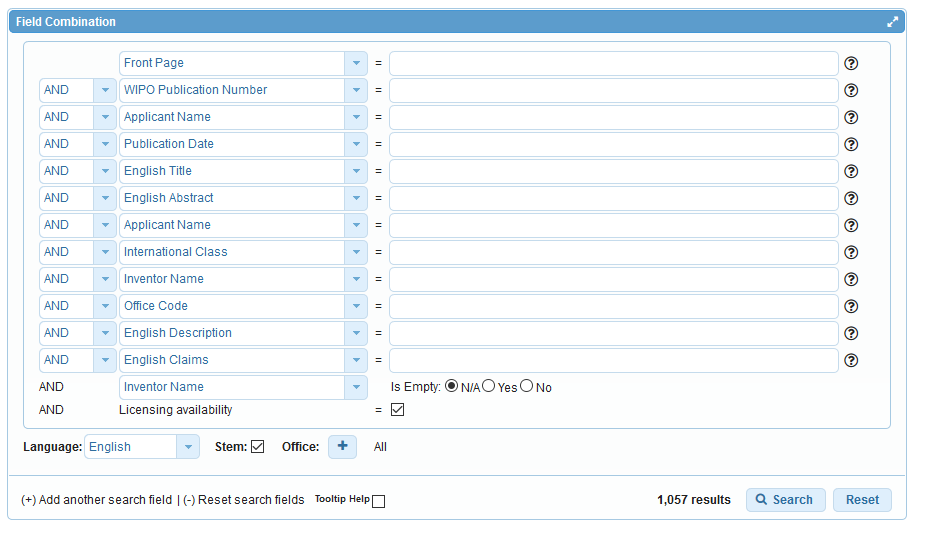 Field Combination
Front Page =
AND WIPO Publication Number =
AND Applicant Name =
AND Publication Date =
AND English Title =
AND English Abstract =
AND Applicant Name =
AND International Class =
AND Inventor Name =
AND Office Code =
AND English Description =
AND English Claims =
AND Inventor Name Is Empty: N/A Yes No
AND Licensing availability =
Language: English Stem: Office: + All
(+) Add another search field | (-) Reset search fields Tooltip Help 1,057 results Search Reset